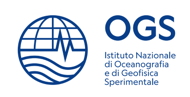 OGS
Istituto Nazionale
di Oceanografia
e di Geofisica
Sperimentale